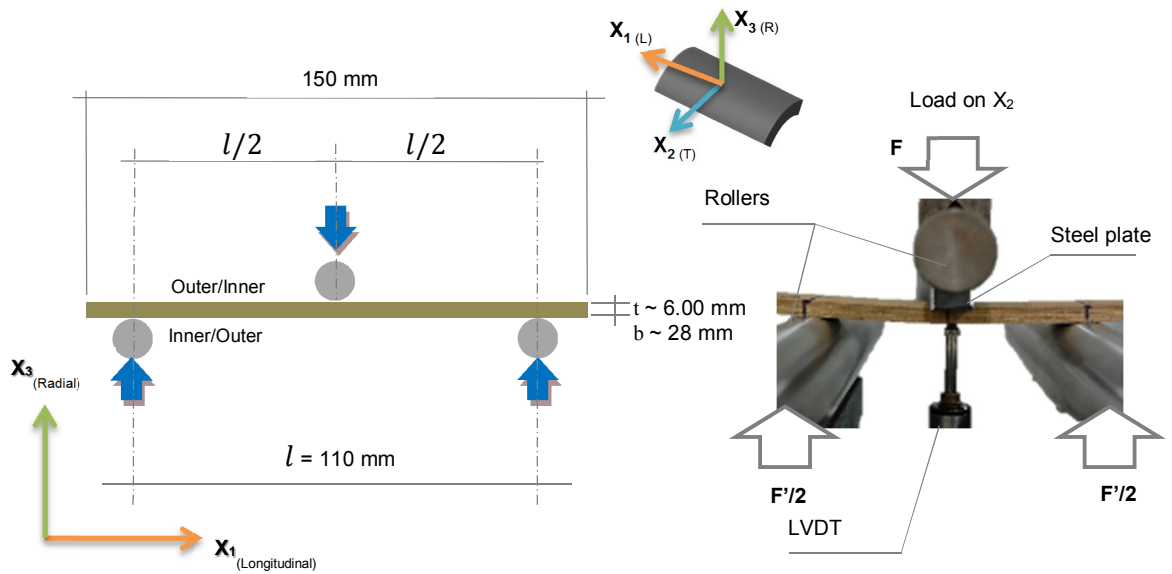 150 mm
l/2
l/2
Outer/Inner
Inner/Outer
t ~ 6.00 mm
b ~ 28 mm
X3 (Radial)
l = 110 mm
X1 (Longitudinal)
X1 (L)
X3 (R)
X2 (T)
Load on X2
F
Rollers
Steel plate
F'/2
F'/2
LVDT